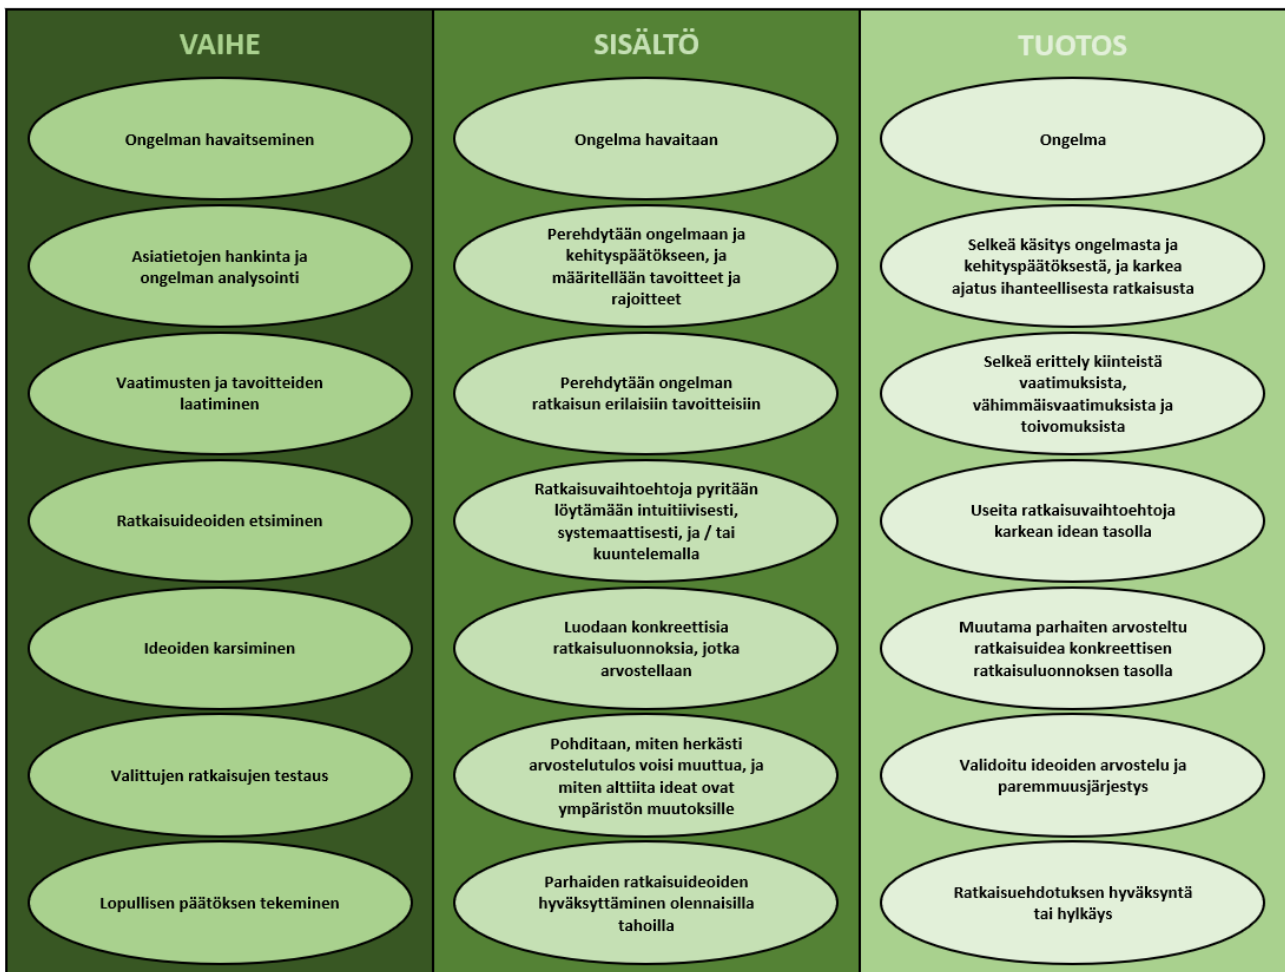 VAIHE
SISÄLTÖ
TUOTOS
Ongelman havaitseminen
Ongelma havaitaan
Ongelma
Asiatietojen hankinta ja
ongelman analysointi
Perehdytään ongelmaan ja
kehityspäätökseen, ja
määritellään tavoitteet ja
rajoitteet
Selkeä käsitys ongelmasta ja
kehityspäätöksestä, ja karkea
ajatus ihanteellisesta ratkaisusta
Vaatimusten ja tavoitteiden
laatiminen
Perehdytään ongelman
ratkaisun erilaisiin tavoitteisiin
Selkeä erittely kiinteistä
vaatimuksista,
vähimmäisvaatimuksista ja
toivomuksista
Ratkaisuideoiden etsiminen
Ratkaisuvaihtoehtoja pyritään
löytämään intuitiivisesti,
systemaattisesti, ja / tai
kuuntelemalla
Useita ratkaisuvaihtoehtoja
karkean idean tasolla
Ideoiden karsiminen
Luodaan konkreettisia
ratkaisuluonnoksia, jotka
arvostellaan
Muutama parhaiten arvosteltu
ratkaisuidea konkreettisen
ratkaisuluonnoksen tasolla
Valittujen ratkaisujen testaus
Pohditaan, miten herkästi
arvostelutulos voisi muuttua, ja
miten alttiita ideat ovat
ympäristön muutoksille
Validoitu ideoiden arvostelu ja
paremmuusjärjestys
Lopullisen päätöksen tekeminen
Parhaiden ratkaisuideoiden
hyväksyttäminen olennaisilla
tahoilla
Ratkaisuehdotuksen hyväksyntä
tai hylkäys